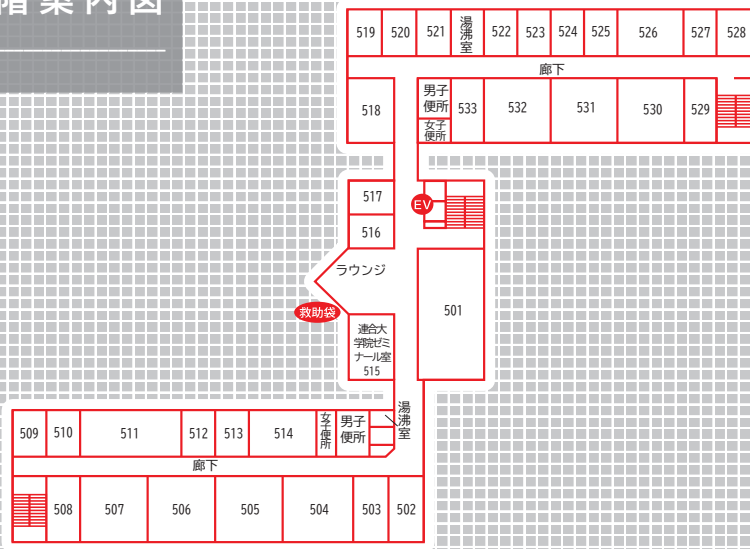 階案内図
519
520
521
湯沸室
522
523
524
525
526
527
528
廊下
518
男子
便所
女子
便所
533
532
531
530
529
517
EV
516
ラウンジ
救助袋
501
連合大
学院ゼミ
ナール室
515
湯沸室
509
510
511
512
513
514
女子便所
男子
便所
廊下
508
507
506
505
504
503
502